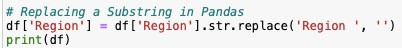 # Replacing a Substring in Pandas
df['Region'] = df['Region'].str.replace('Region ', '')
print(df)